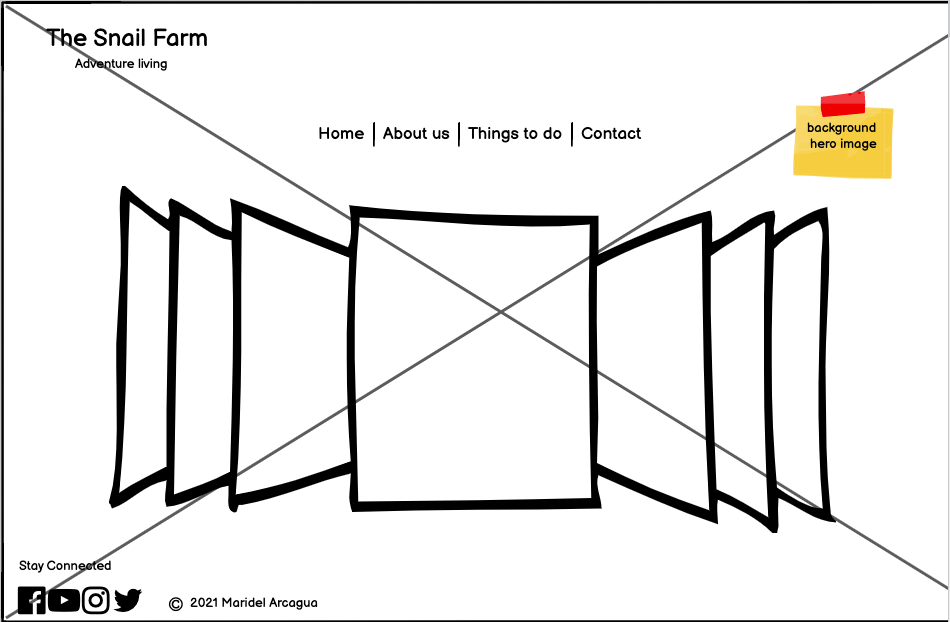 The Snail Farm
Adventure living
Home | About us | Things to do | Contact
background
hero image
Stay Connected
© 2021 Maridel Arcagua